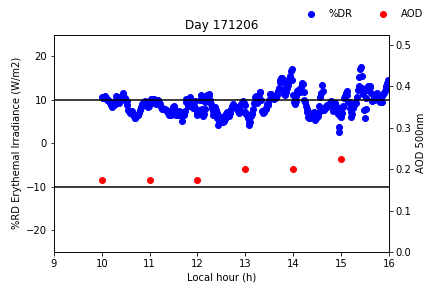 %DR AOD
Day 171206
%RD Erythemal Irradiance (W/m2)
20
10
0
−10
−20
0.5
0.4
0.3
0.2
0.1
0.0
AOD 500nm
9 10 11 12 13 14 15 16
Local hour (h)